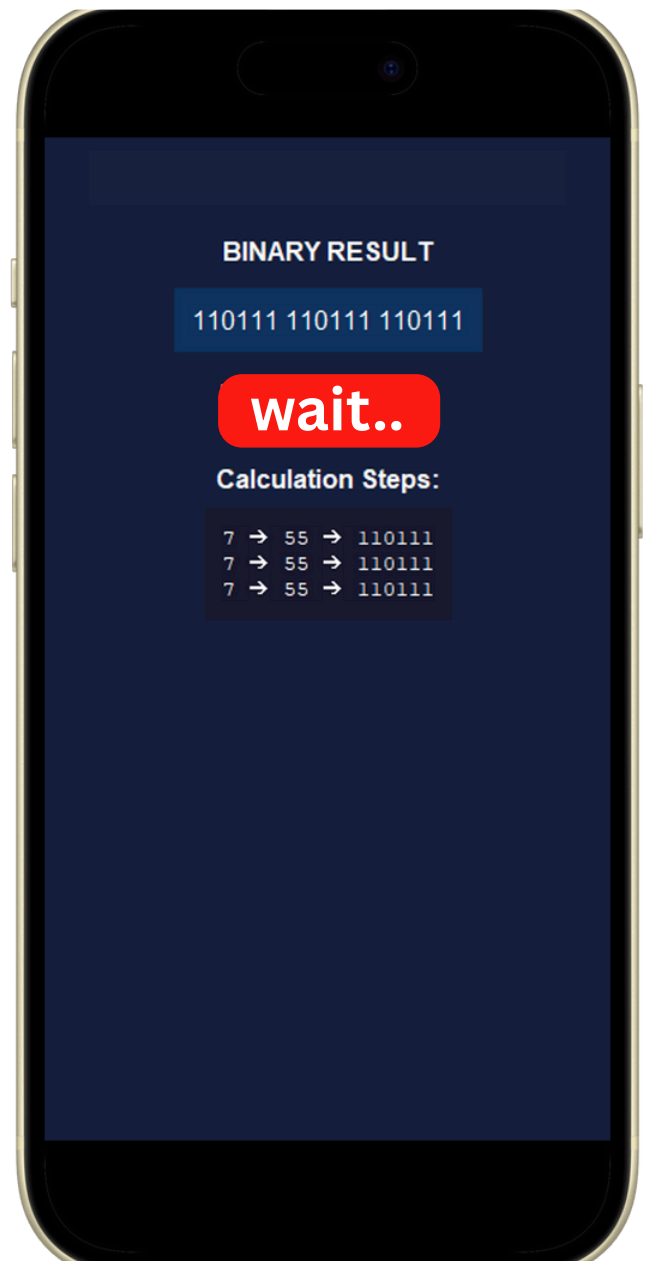 BINARY RESULT
110111 110111 110111
wait..
Calculation Steps:
7 → 55 → 110111
7 → 55 → 110111
7 → 55 → 110111